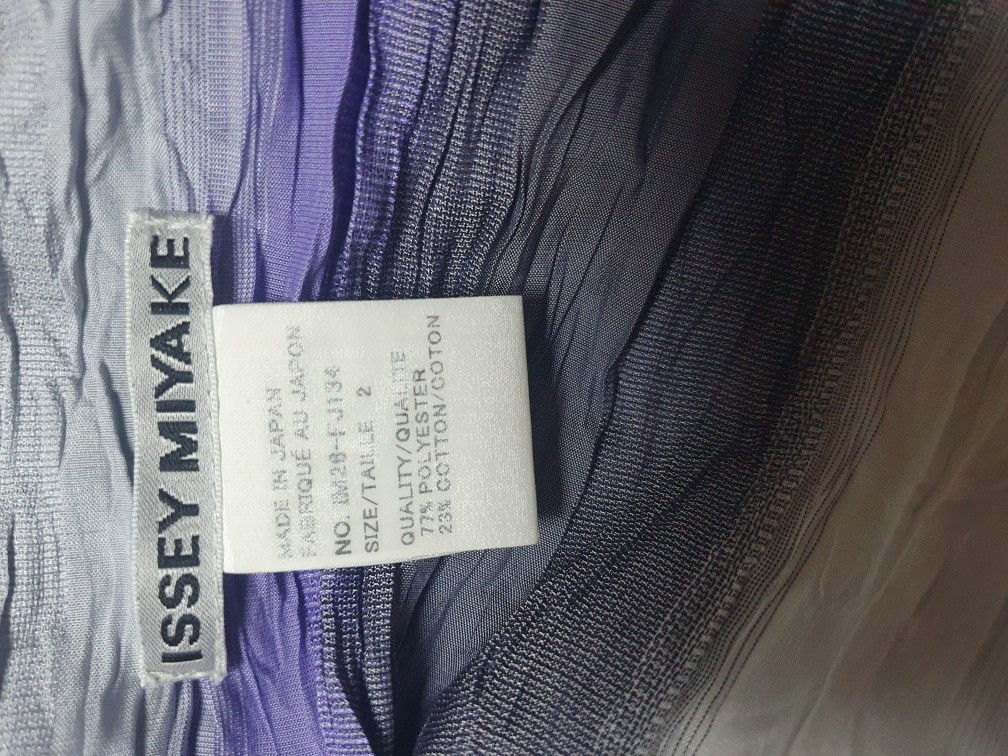 ISSEY MIYAKE
MADE IN JAPAN
FABRIQUÉ AU JAPON
NO. IM28-FJ134
SIZE/TAILLE 2
QUALITY/QUALITE
77% POLYESTER
23% COTTON/COTON